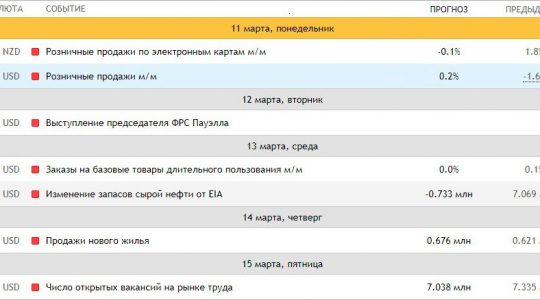 ЛЮТА СОБЫТИЕ ПРОГНОЗ ПРЕДЫД
11 марта, понедельник
NZD Розничные продажи по электронным картам м/м -0.1% 1.8
USD Розничные продажи м/м 0.2% -1.6
12 марта, вторник
USD Выступление председателя ФРС Пауэлла
13 марта, среда
USD Заказы на базовые товары длительного пользования м/м 0.0% 0.1
USD Изменение запасов сырой нефти от EIA -0.733 млн 7.069
14 марта, четверг
USD Продажи нового жилья 0.676 млн 0.621
15 марта, пятница
USD Число открытых вакансий на рынке труда 7.038 млн 7.335